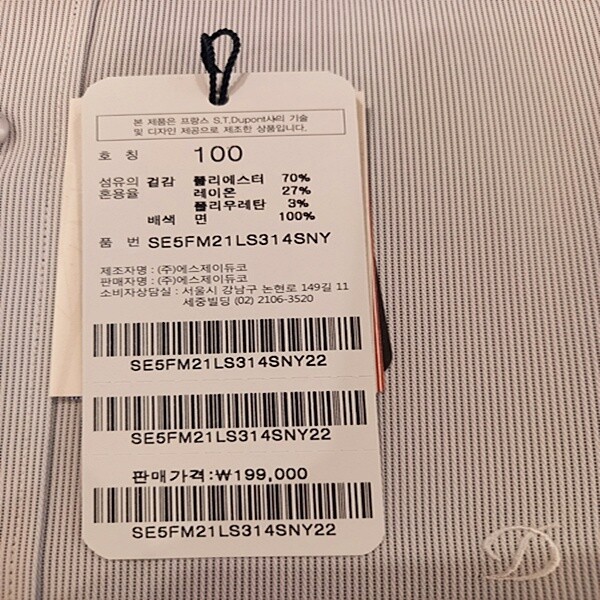 본 제품은 프랑스 S.T.Dupont사의 기술
및 디자인 제공으로 제조한 상품입니다.
호 칭 100
섬유의 겉감 폴리에스터 70%
혼용율 레이온 27%
폴리우레탄 3%
배색 면 100%
품 번 SE5FM21LS314SNY
제조자명 : (주)에스제이듀코
판매자명 : (주)에스제이듀코
소비자상담실 : 서울시 강남구 논현로 149길 11
세중빌딩 (02) 2106-3520
SE5FM21LS314SNY22
SE5FM21LS314SNY22
판매가격:₩199,000
SE5FM21LS314SNY22
D